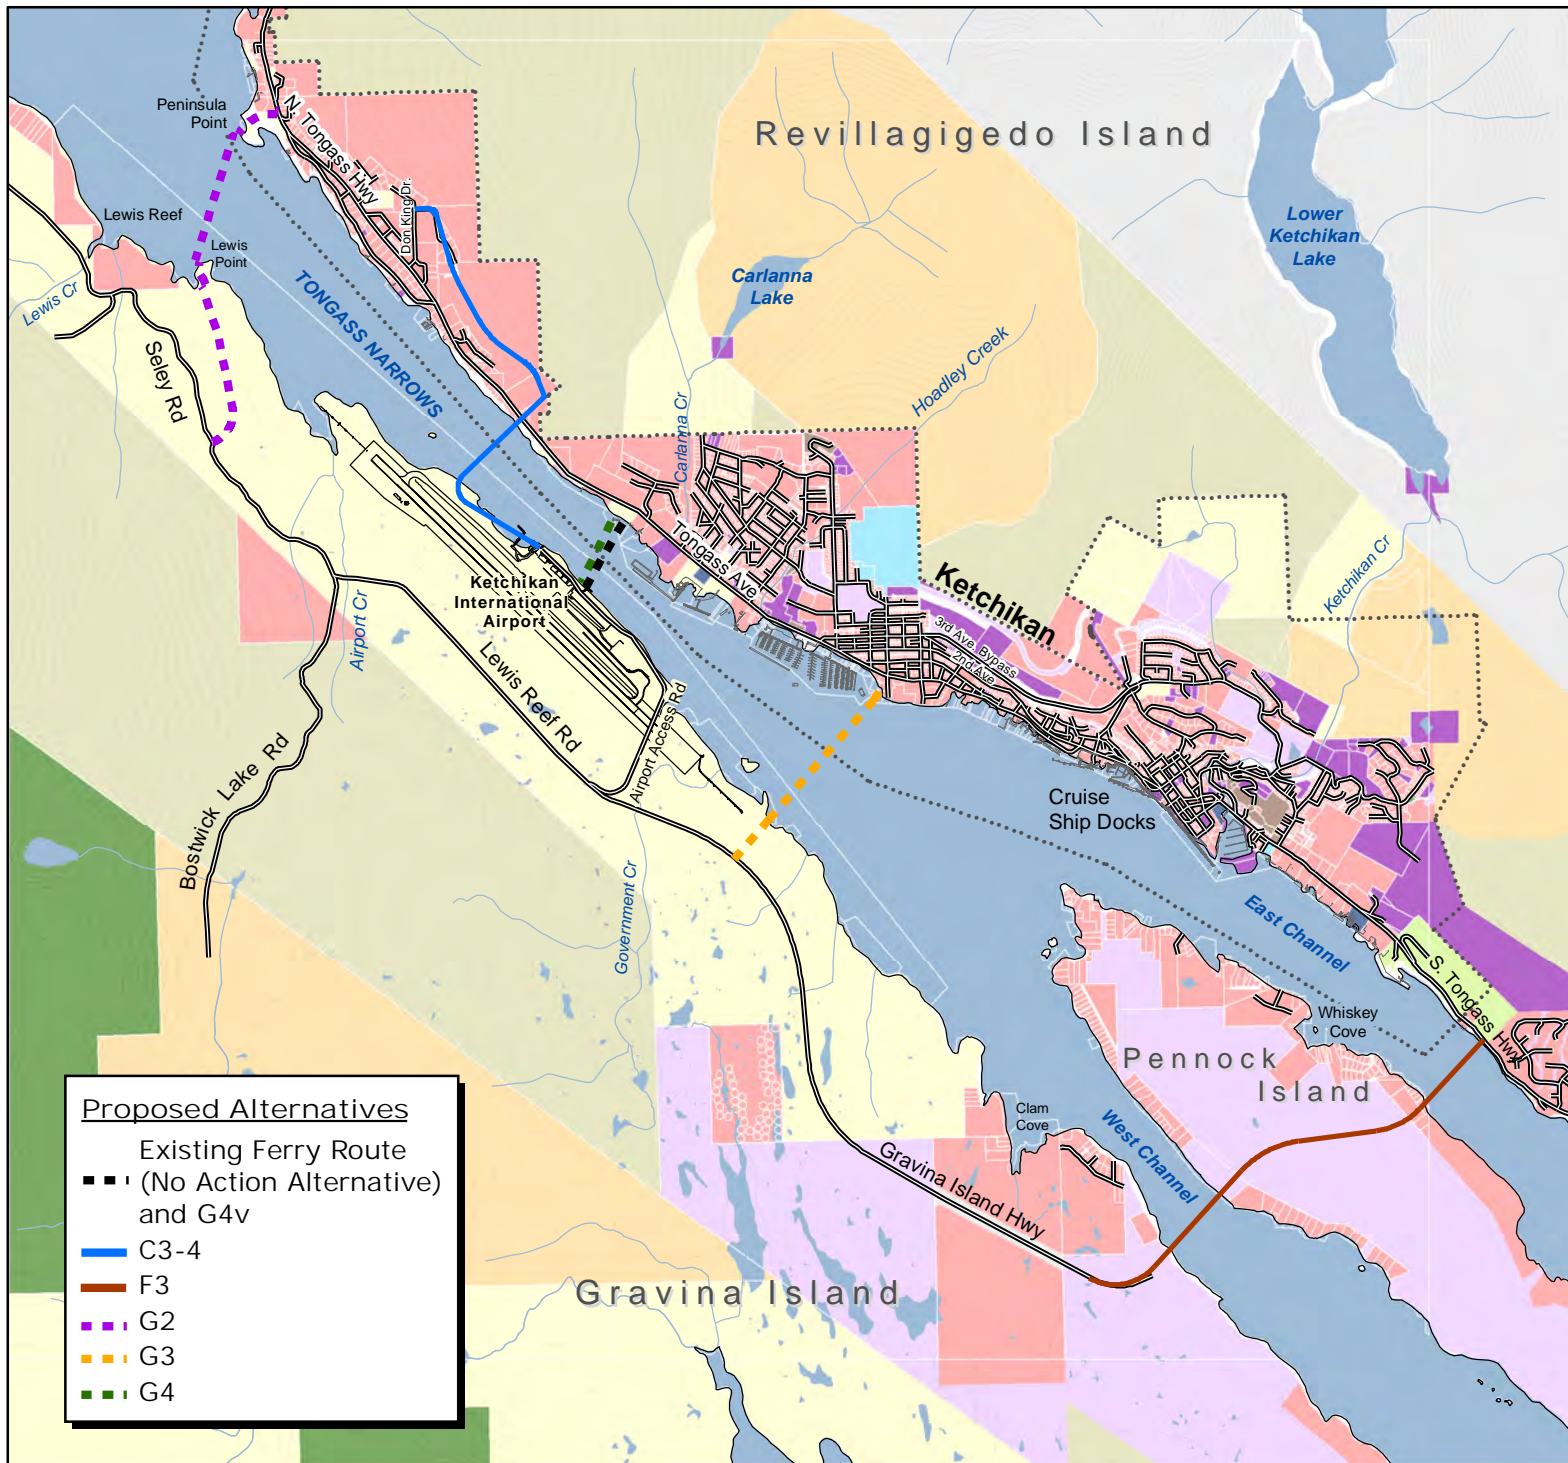 Revillagigedo Island
Peninsula
Point
N. Tongass Hwy
Don King Dr.
Lewis Reef
Lewis
Point
Lewis Cr
Seley Rd
TONGASS NARROWS
Carlanna
Lake
Lower
Ketchikan
Lake
Hoadley Creek
Carlanna Cr
Tongass Ave.
Ketchikan
Ketchikan Cr
3rd Ave. Bypass
2nd Ave
Ketchikan
International
Airport
Airport Cr
Lewis Reef Rd
Airport Access Rd
Bostwick Lake Rd
Government Cr
Cruise
Ship Docks
East Channel
S. Tongass Hwy
Whiskey
Cove
Pennock
Island
Clam
Cove
West Channel
Gravina Island Hwy
Gravina Island
Proposed Alternatives
Existing Ferry Route
(No Action Alternative)
and G4v
C3-4
F3
G2
G3
G4